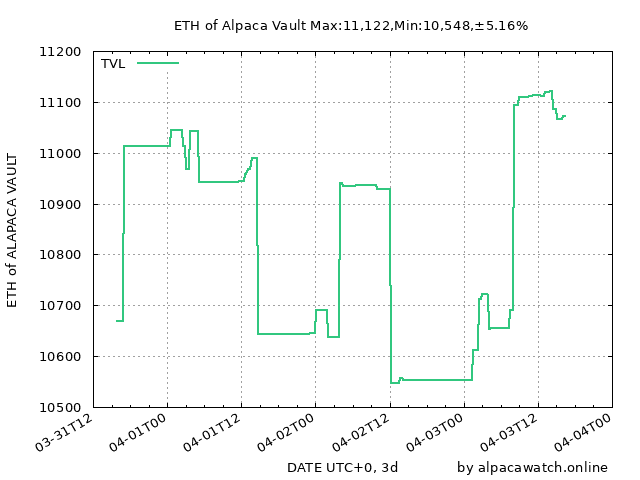 ETH of Alpaca Vault Max:11,122,Min:10,548,±5.16%
TVL
ETH of ALAPACA VAULT
11200
11100
11000
10900
10800
10700
10600
10500
03-31T12
04-01T00
04-01T12
04-02T00
04-02T12
04-03T00
04-03T12
04-04T00
DATE UTC+0, 3d
by alpacawatch.online